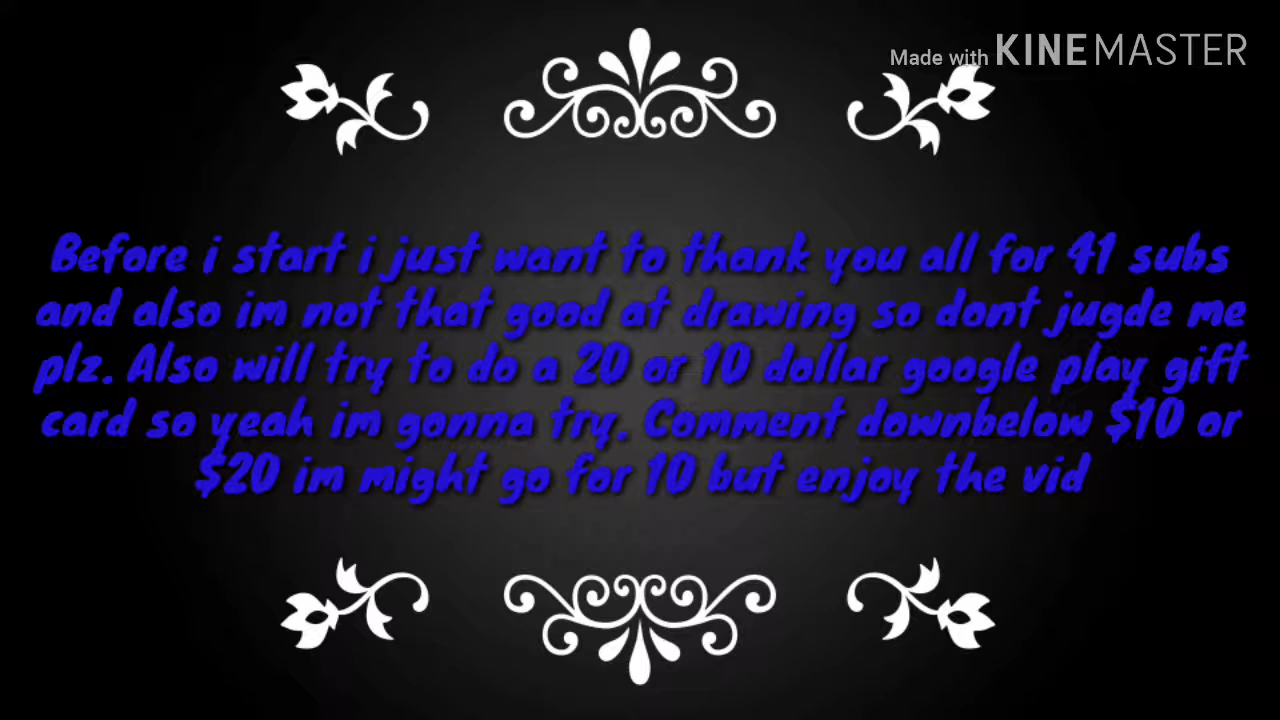 Made with KINEMASTER
Before i start i just want to thank you all for 41 subs
and also im not that good at drawing so dont jugde me
plz. Also will try to do a 20 or 10 dollar google play gift
card so yeah im gonna try. Comment downbelow $10 or
$20 im might go for 10 but enjoy the vid